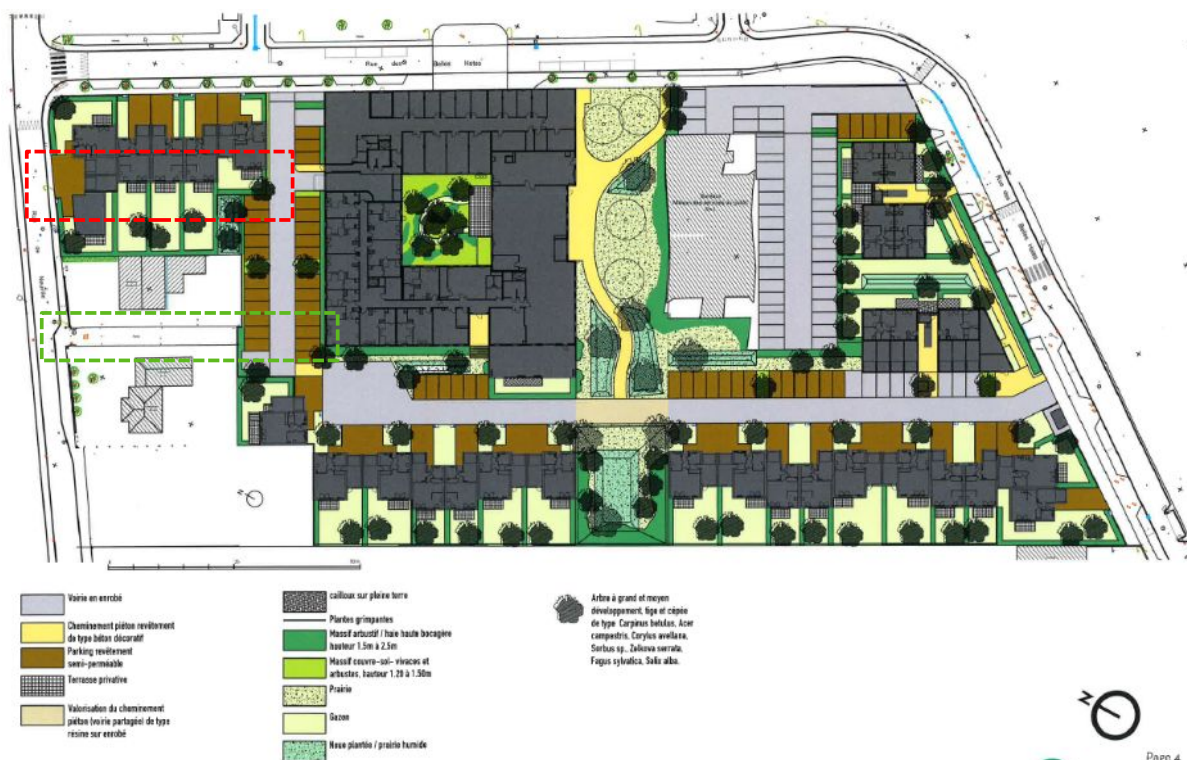 Rue des Belles Hates
Voirie en enrobé
Cheminement piéton revêtement
de type béton décoratif
Parking revêtement
semi-perméable
Terrasse privative
Valorisation du cheminement
piéton (voirie partagée) de type
résine sur enrobé
cailloux sur pleine terre
Plantes grimpantes
Massif arbustif / haie haute bocagère
hauteur 1.5m à 2,5m
Massif couvre-sol- vivaces et
arbustes, hauteur 1.20 à 1.50m
Prairie
Gazon
Noue plantée / prairie humide
Arbre à grand et moyen
développement, tige et cépée
de type Carpinus betulus, Acer
campestris, Corylus avellana,
Sorbus sp., Zelkova serrata,
Fagus sylvatica, Salix alba.
N
N
Page 4